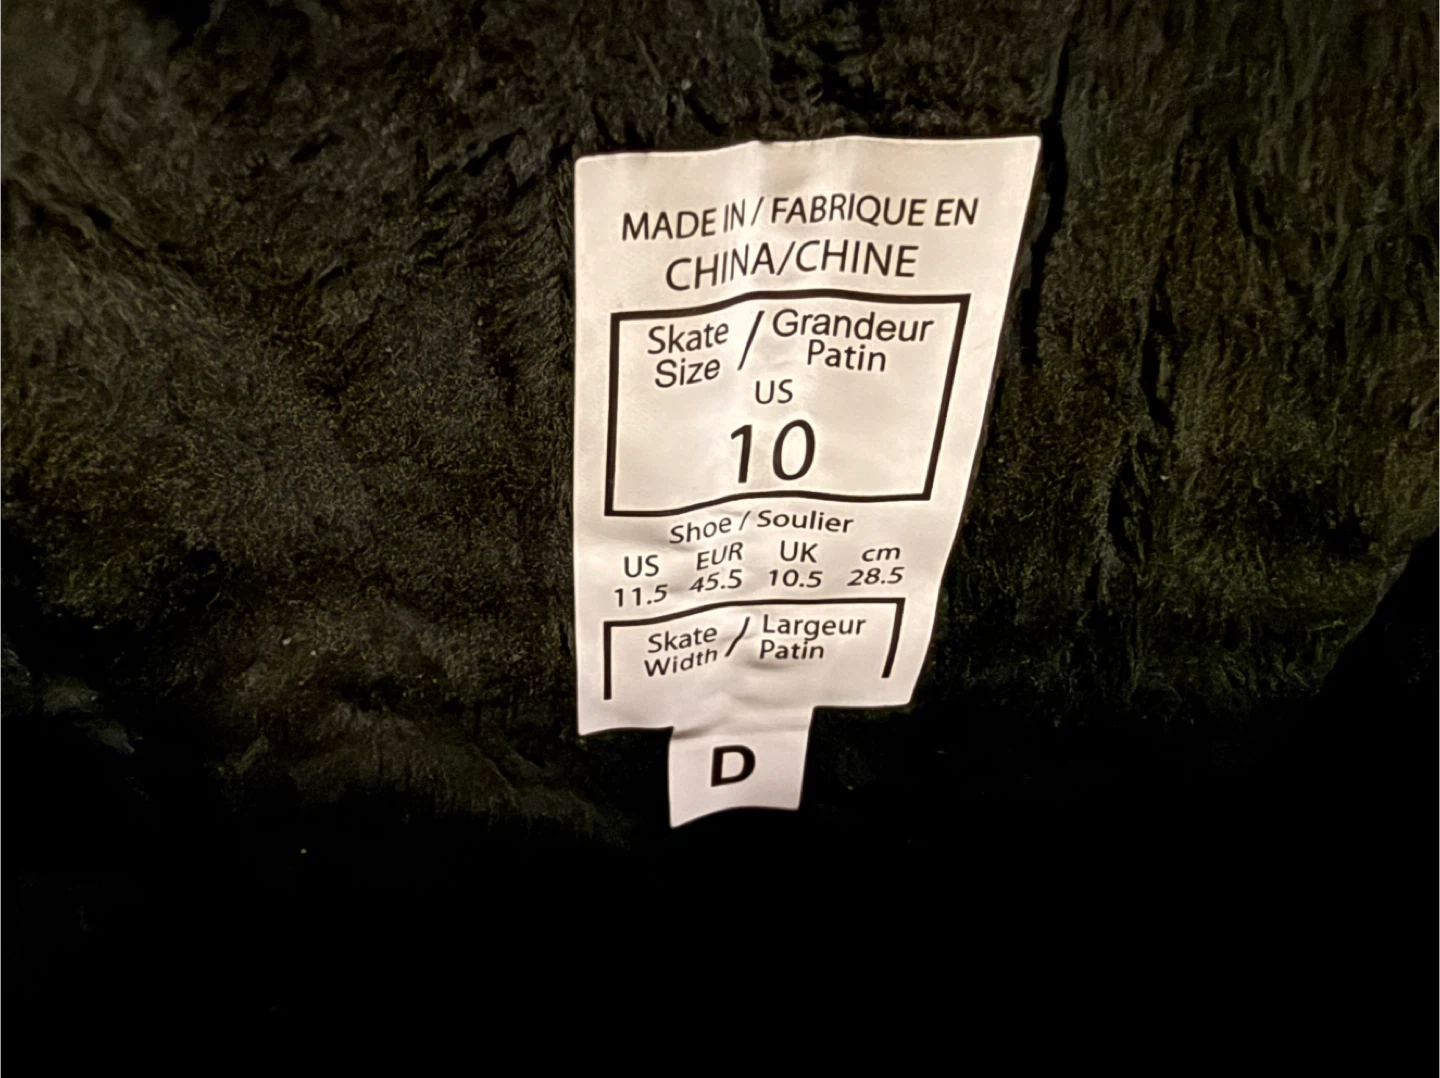 MADE IN / FABRIQUE EN
CHINA/CHINE
Skate Size / Grandeur Patin
US
10
Shoe / Soulier
US EUR UK cm
11.5 45.5 10.5 28.5
Skate Width / Largeur Patin
D